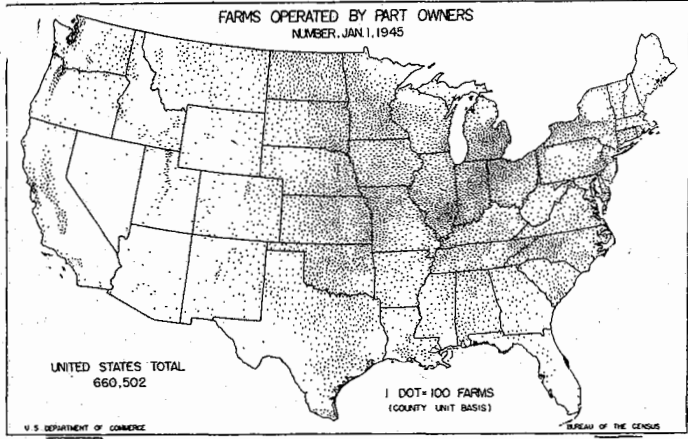 FARMS OPERATED BY PART OWNERS
NUMBER, JAN. 1, 1945
UNITED STATES TOTAL
660,502
1 DOT = 100 FARMS
(COUNTY UNIT BASIS)
U.S. DEPARTMENT OF COMMERCE
BUREAU OF THE CENSUS